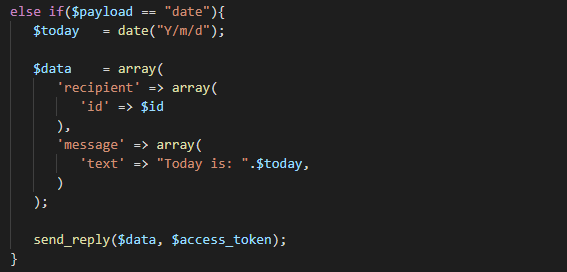 else if($payload == "date"){
   $today   = date("Y/m/d");

   $data    = array(
      'recipient' => array(
         'id' => $id
      ),
      'message' => array(
         'text' => "Today is: ".$today,
      )
   );

   send_reply($data, $access_token);
}